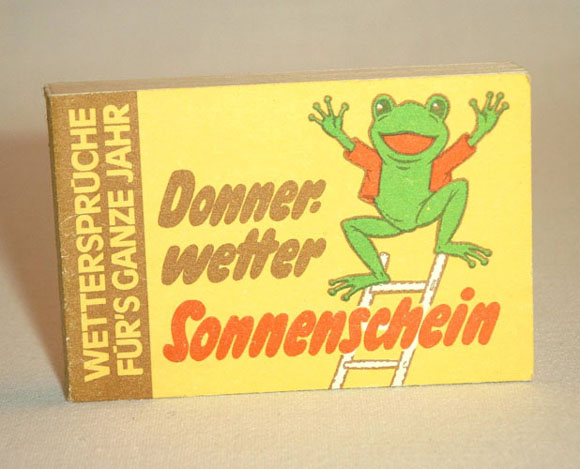 WETTERSPRÜCHE
FÜR'S GANZE JAHR
Donner-
wetter
Sonnenschein